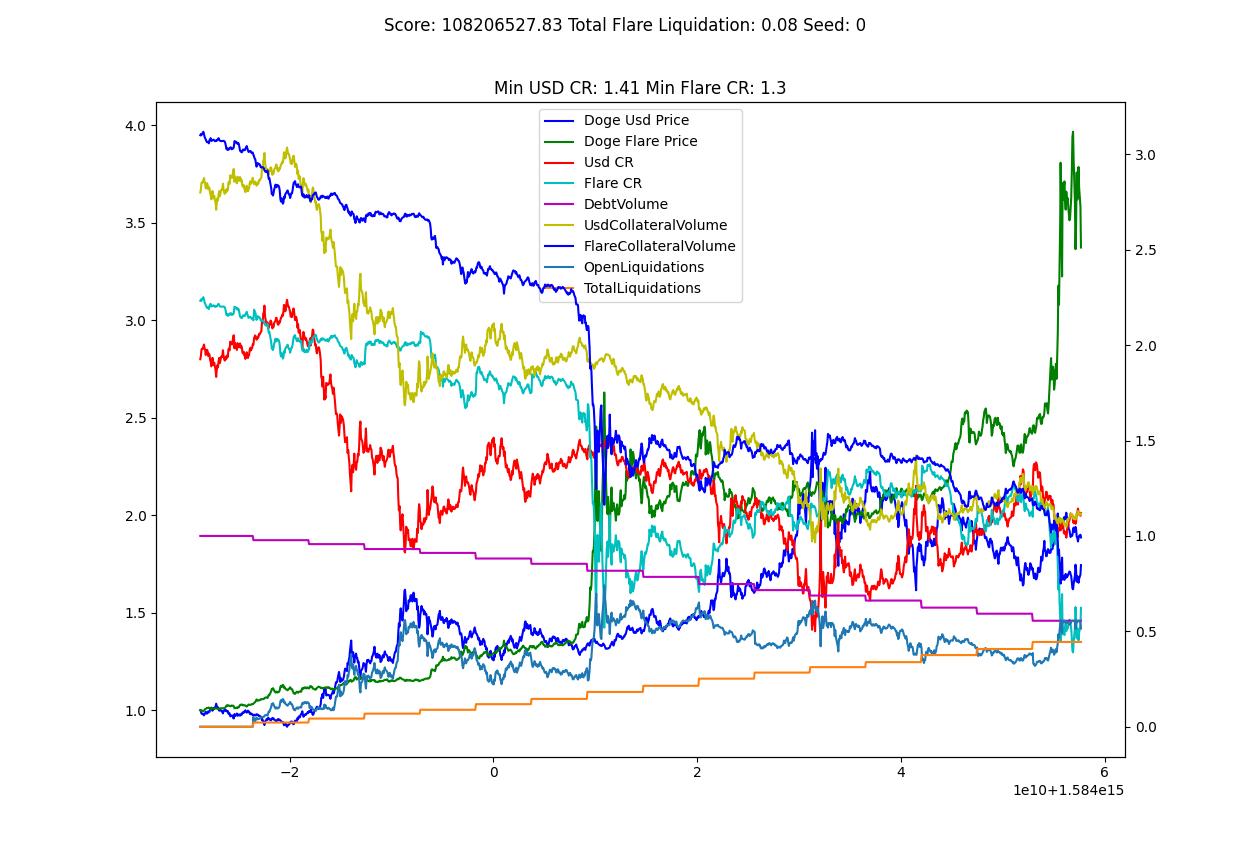 Score: 108206527.83 Total Flare Liquidation: 0.08 Seed: 0
Min USD CR: 1.41 Min Flare CR: 1.3
Doge Usd Price
Doge Flare Price
Usd CR
Flare CR
DebtVolume
UsdCollateralVolume
FlareCollateralVolume
OpenLiquidations
TotalLiquidations
4.0
3.5
3.0
2.5
2.0
1.5
1.0
3.0
2.5
2.0
1.5
1.0
0.5
0.0
−2 0 2 4 6
1e10+1.584e15